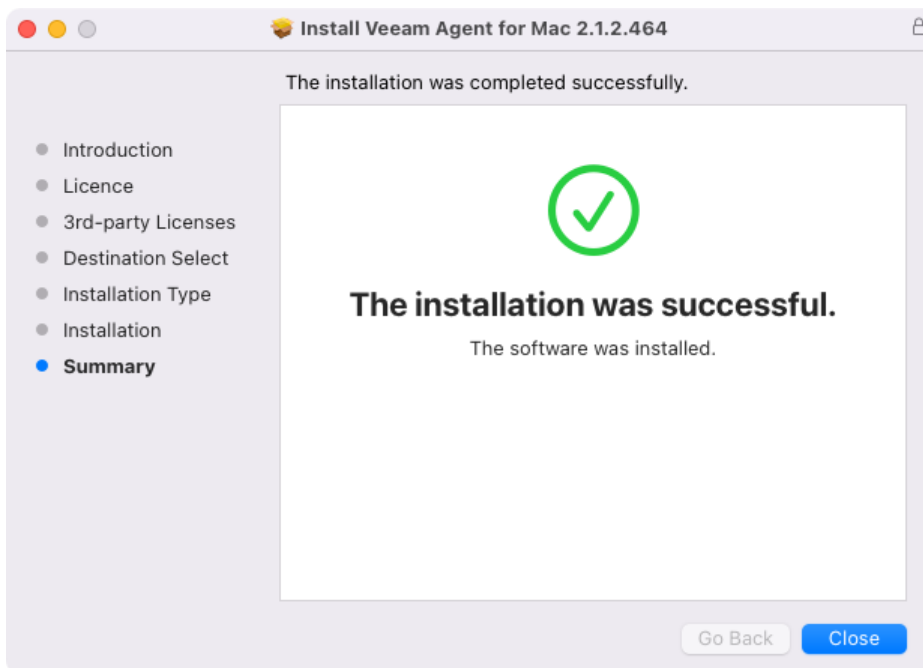 Install Veeam Agent for Mac 2.1.2.464
The installation was completed successfully.
Introduction
Licence
3rd-party Licenses
Destination Select
Installation Type
Installation
Summary
The installation was successful.
The software was installed.
Go Back
Close